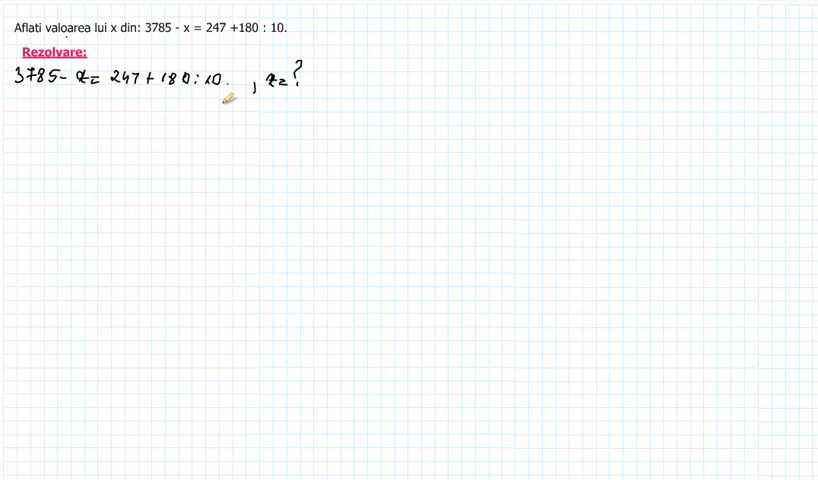 Aflati valoarea lui x din: 3785 - x = 247 +180 : 10.
Rezolvare:
3785- x= 247+180:10. , x=?